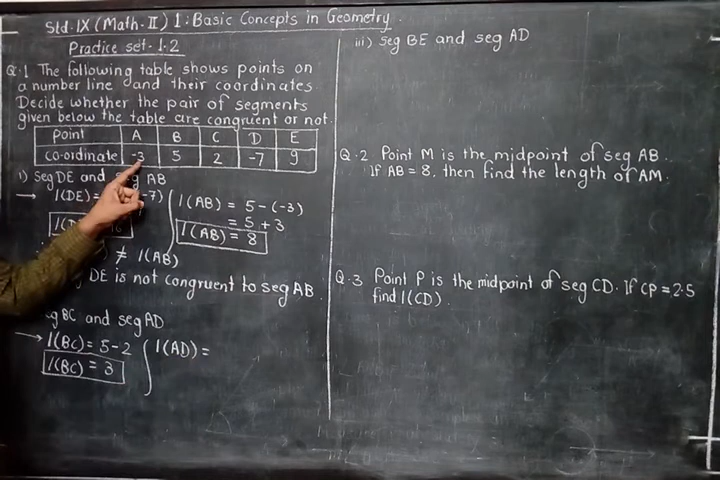 Std. IX (Math-II) 1: Basic Concepts in Geometry.
Practice set-1.2
Q.1 The following table shows points on
a number line and their coordinates.
Decide whether the pair of segments
given below the table are congruent or not.
Point A B C D E
co-ordinate -3 5 2 -7 9
i) seg DE and seg AB
→ l(DE) = -7)
l(AB) = 5-(-3)
= 5+3
l(AB) = 8
≠ l(AB)
DE is not congruent to seg AB.
BC and seg AD
→ l(BC) = 5-2
l(BC) = 3
l(AD) =
iii) seg BE and seg AD
Q.2 Point M is the midpoint of seg AB.
If AB = 8, then find the length of AM.
Q.3 Point P is the midpoint of seg CD. If CP = 2.5
find l(CD).